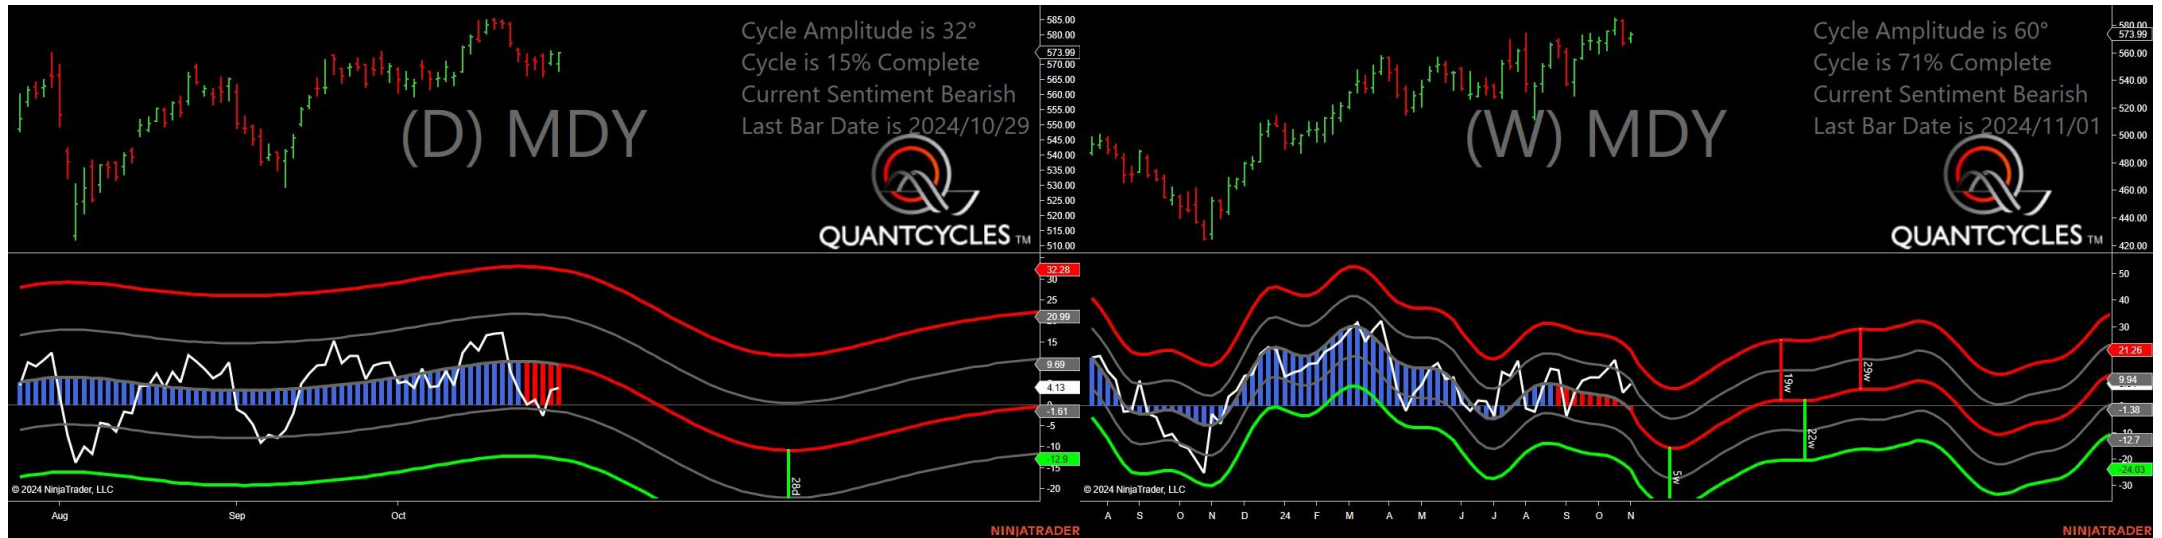 Cycle Amplitude is 32°
Cycle is 15% Complete
Current Sentiment Bearish
Last Bar Date is 2024/10/29
(D) MDY
QUANTCYCLES TM
585.00
580.00
573.99
570.00
565.00
560.00
555.00
550.00
545.00
540.00
535.00
530.00
525.00
520.00
515.00
510.00
32.28
30
25
20.99
15
9.69
4.13
0
-1.61
-5
-10
-12.9
-15
-20
28d
© 2024 NinjaTrader, LLC
Aug Sep Oct
NINJATRADER
Cycle Amplitude is 60°
Cycle is 71% Complete
Current Sentiment Bearish
Last Bar Date is 2024/11/01
(W) MDY
QUANTCYCLES TM
580.00
573.99
560.00
540.00
520.00
500.00
480.00
460.00
440.00
420.00
50
40
30
21.26
9.94
-1.38
-12.7
-20
-24.03
-30
19w
29w
22w
5w
© 2024 NinjaTrader, LLC
A S O N D 24 F M A M J J A S O N
NINJATRADER